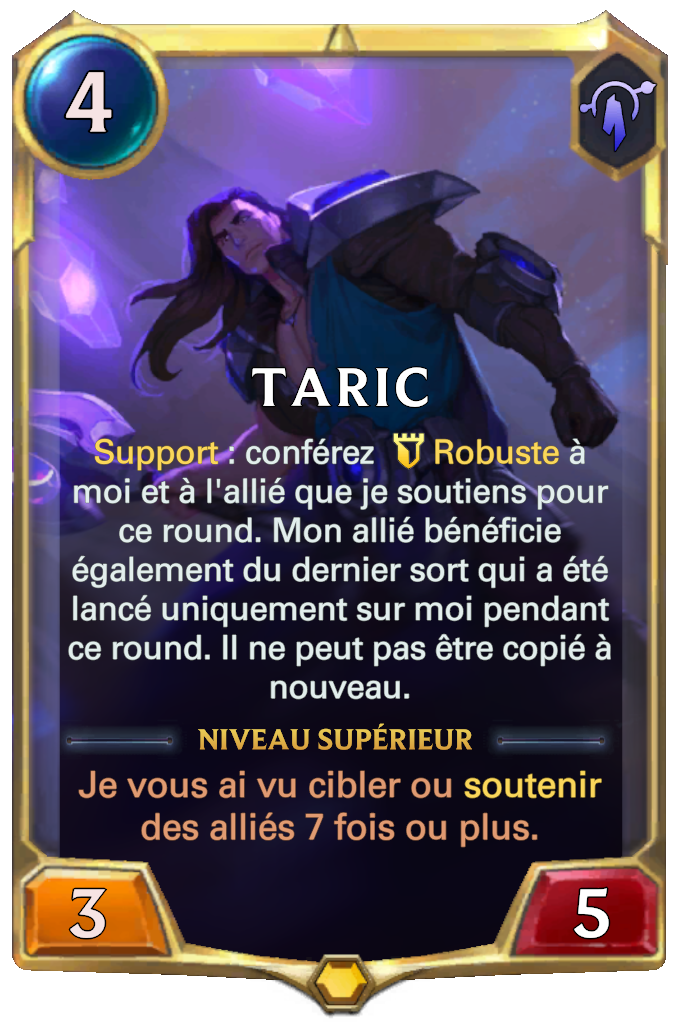 4
TARIC
Support : conférez Robuste à
moi et à l'allié que je soutiens pour
ce round. Mon allié bénéficie
également du dernier sort qui a été
lancé uniquement sur moi pendant
ce round. Il ne peut pas être copié à
nouveau.
NIVEAU SUPÉRIEUR
Je vous ai vu cibler ou soutenir
des alliés 7 fois ou plus.
3
5